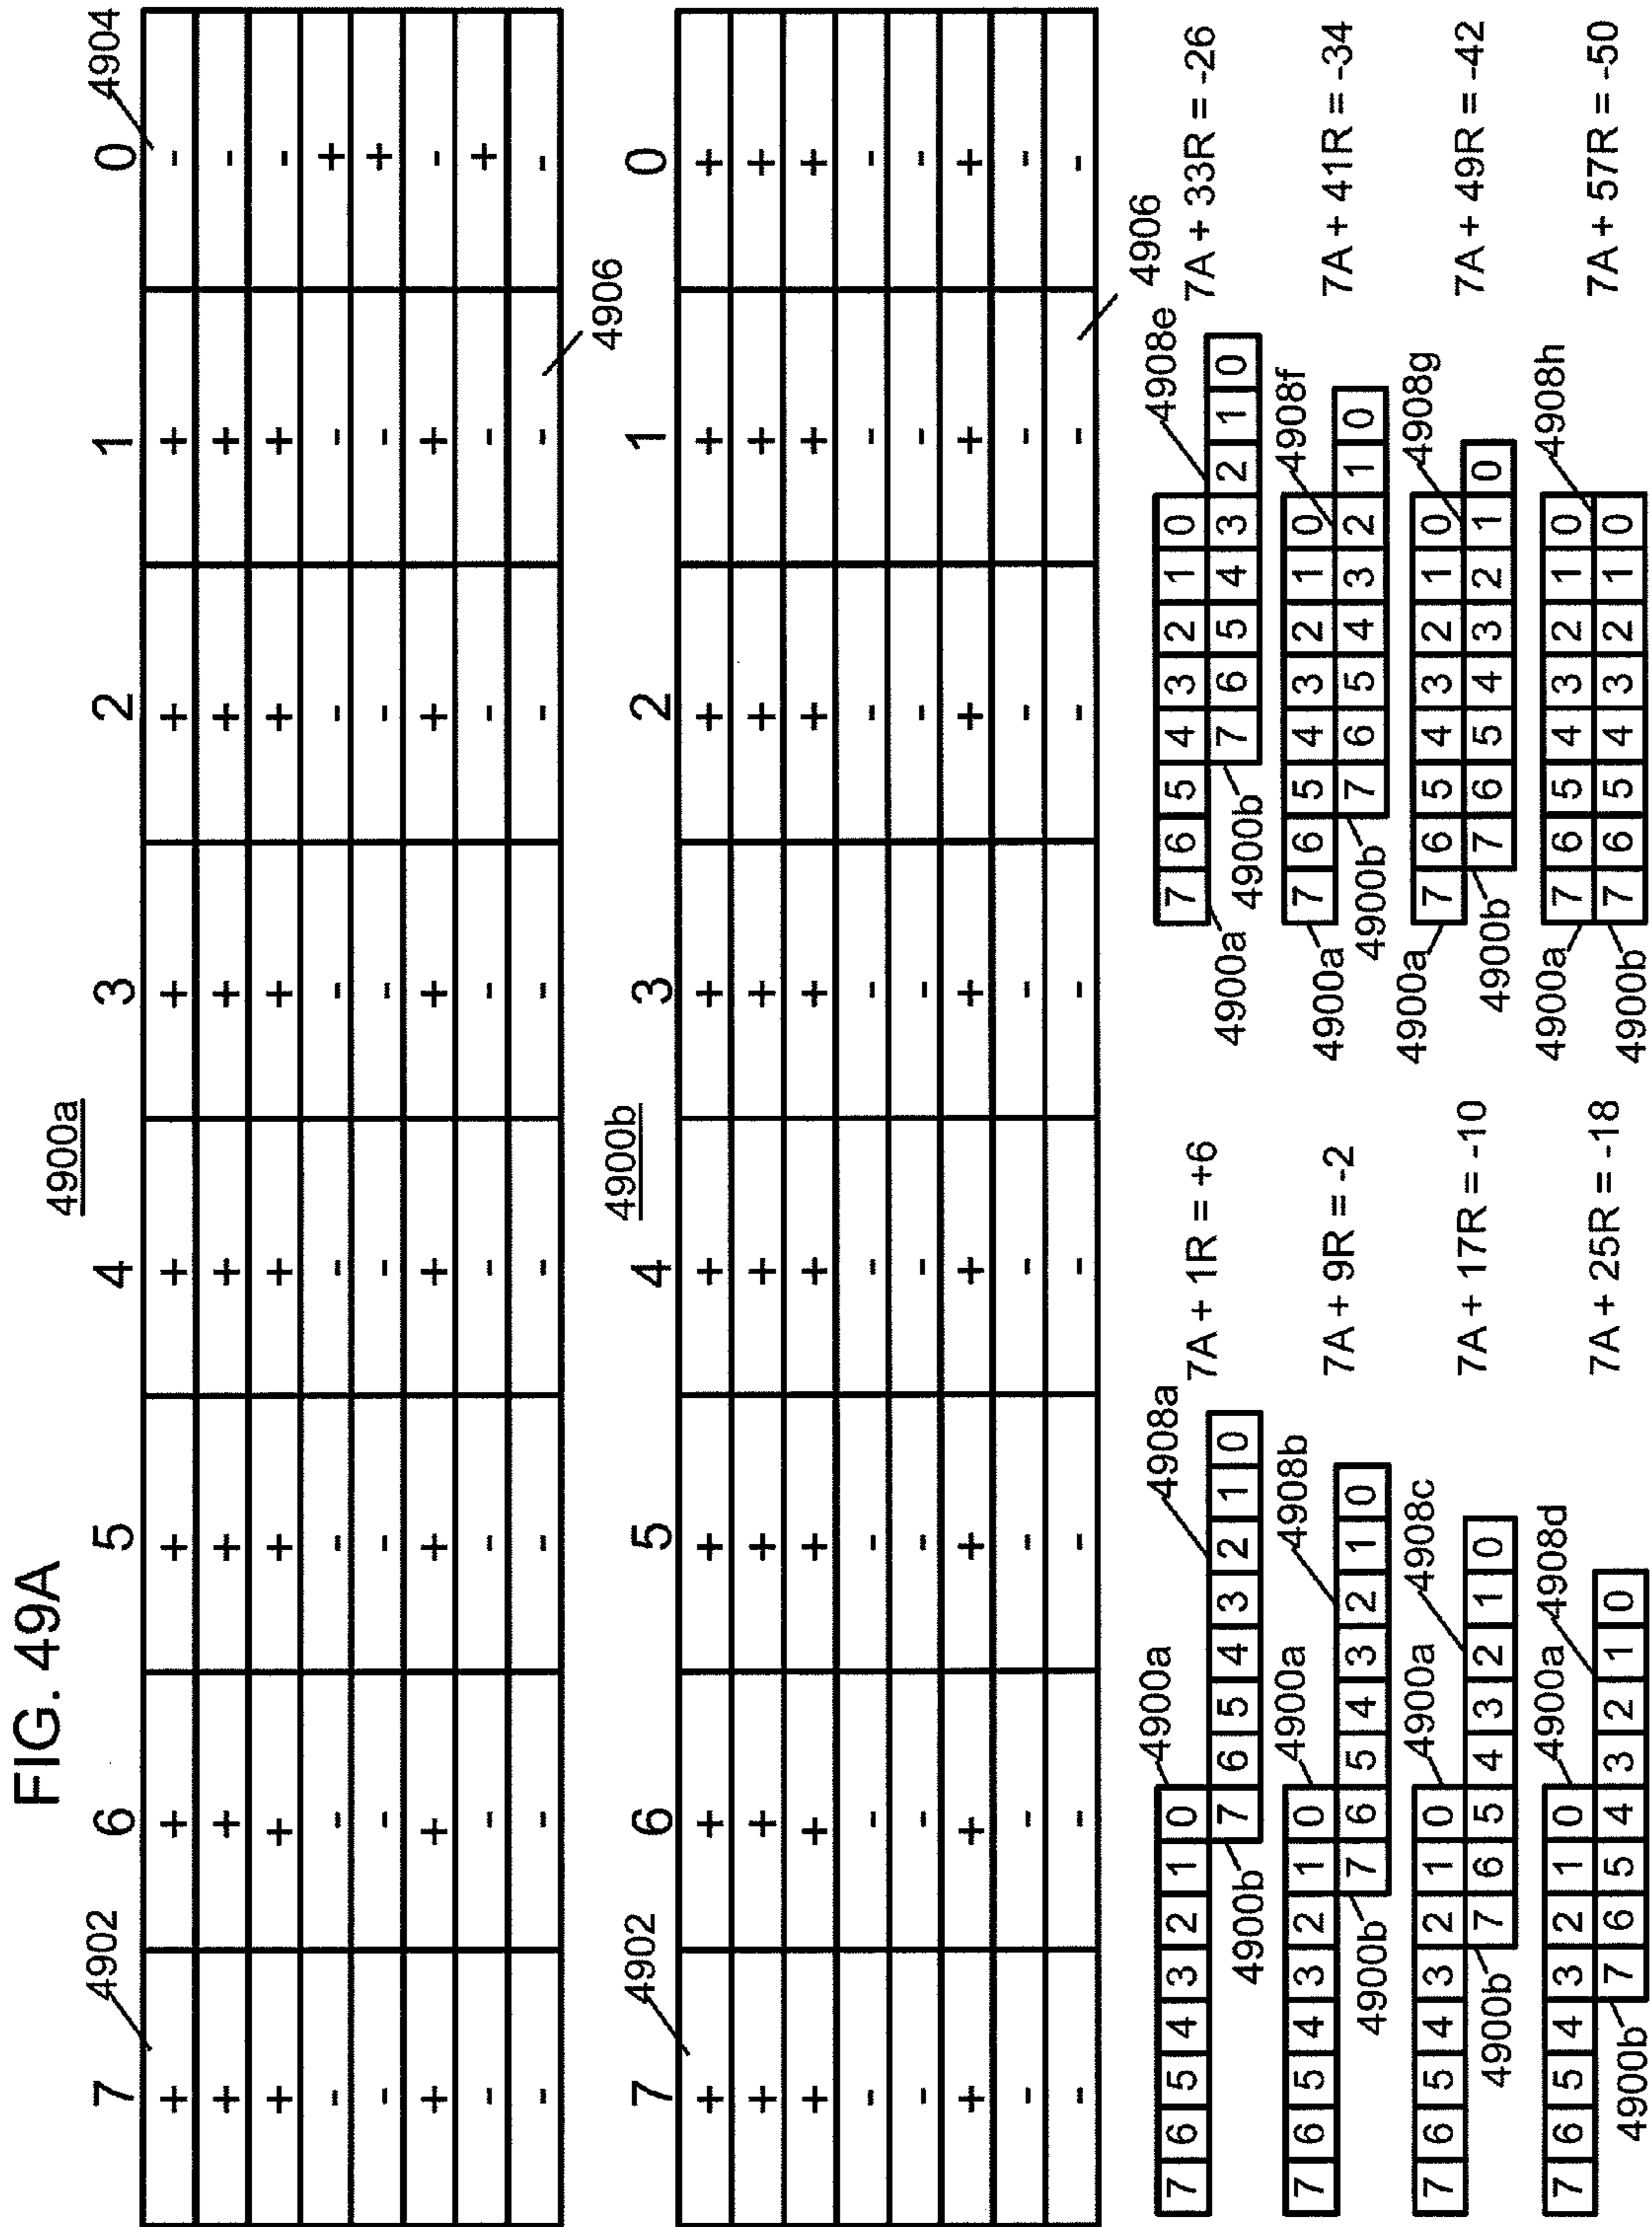 FIG. 49A
4900a
4902
4904
7 6 5 4 3 2 1 0
+ + + + + + + -
+ + + + + + + -
+ + + + + + + -
- - - - - - - +
- - - - - - - +
+ + + + + + + -
- - - - - - - +
- - - - - - - -
4906
4900b
4902
7 6 5 4 3 2 1 0
+ + + + + + + +
+ + + + + + + +
+ + + + + + + +
- - - - - - - -
- - - - - - - -
+ + + + + + + +
- - - - - - - -
- - - - - - - -
4906
4900a 4908a
7 6 5 4 3 2 1 0
7 6 5 4 3 2 1 0
4900b
7A + 1R = +6
4900a 4908b
7 6 5 4 3 2 1 0
7 6 5 4 3 2 1 0
4900b
7A + 9R = -2
4900a 4908c
7 6 5 4 3 2 1 0
7 6 5 4 3 2 1 0
4900b
7A + 17R = -10
4900a 4908d
7 6 5 4 3 2 1 0
7 6 5 4 3 2 1 0
4900b
7A + 25R = -18
4908e
7 6 5 4 3 2 1 0
7 6 5 4 3 2 1 0
4900a 4900b
7A + 33R = -26
4908f
7 6 5 4 3 2 1 0
7 6 5 4 3 2 1 0
4900a 4900b
7A + 41R = -34
4908g
7 6 5 4 3 2 1 0
7 6 5 4 3 2 1 0
4900a 4900b
7A + 49R = -42
4908h
7 6 5 4 3 2 1 0
7 6 5 4 3 2 1 0
4900a
4900b
7A + 57R = -50